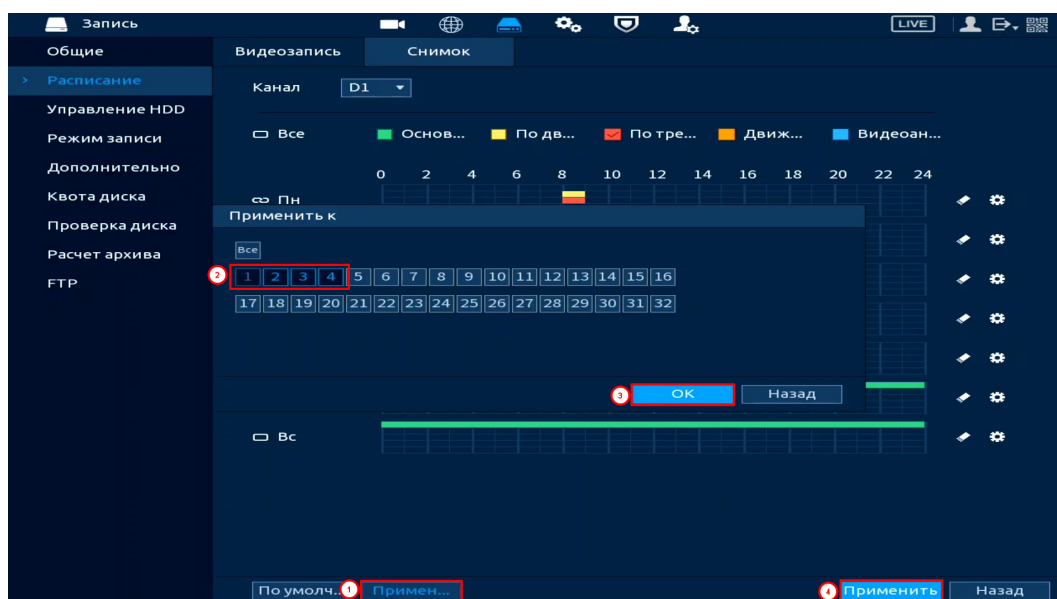 Запись
LIVE
Общие
Расписание
Управление HDD
Режим записи
Дополнительно
Квота диска
Проверка диска
Расчет архива
FTP
Видеозапись Снимок
Канал D1
Все Основ... По дв... По тре... Движ... Видеоан...
0 2 4 6 8 10 12 14 16 18 20 22 24
Пн
Применить к
Все
2
1 2 3 4 5 6 7 8 9 10 11 12 13 14 15 16
17 18 19 20 21 22 23 24 25 26 27 28 29 30 31 32
3 OK Назад
Вс
По умолч.. 1 Примен... 4 Применить Назад